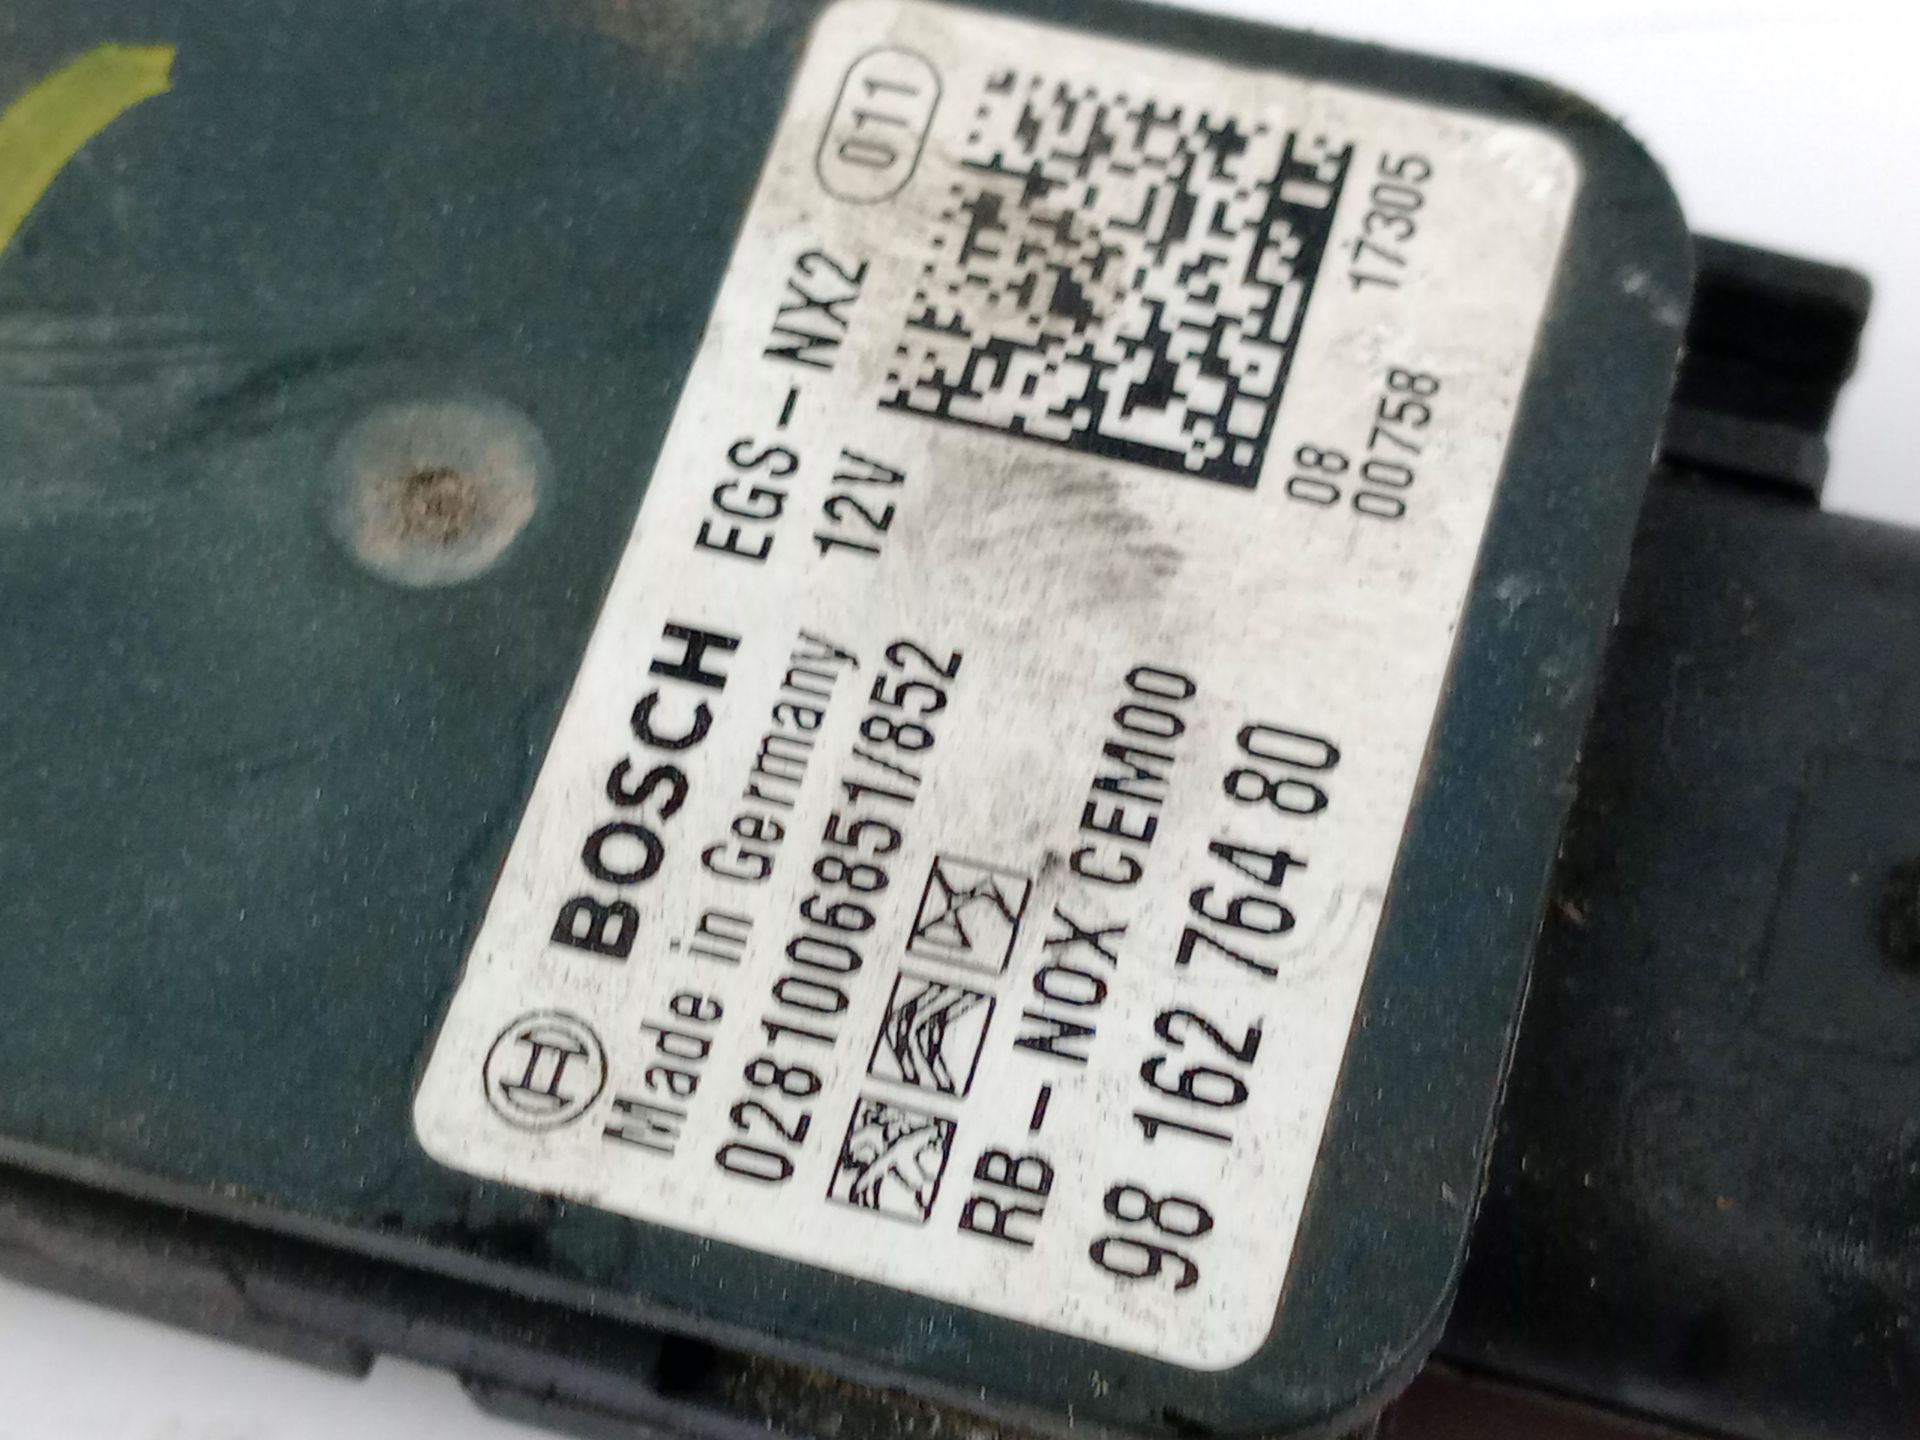 BOSCH EGS-NX2 011
Made in Germany 12V
0281006851/852
RB-NOX CEM00
98 162 764 80
08 17305
00758